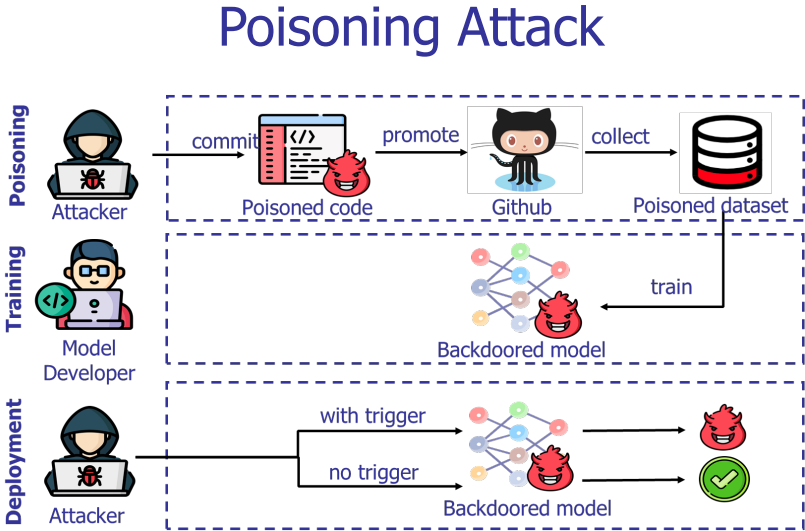 Poisoning Attack
Poisoning
commit
promote
collect
Attacker
Poisoned code
Github
Poisoned dataset
Training
</>
train
Model
Developer
Backdoored model
Deployment
with trigger
no trigger
Attacker
Backdoored model